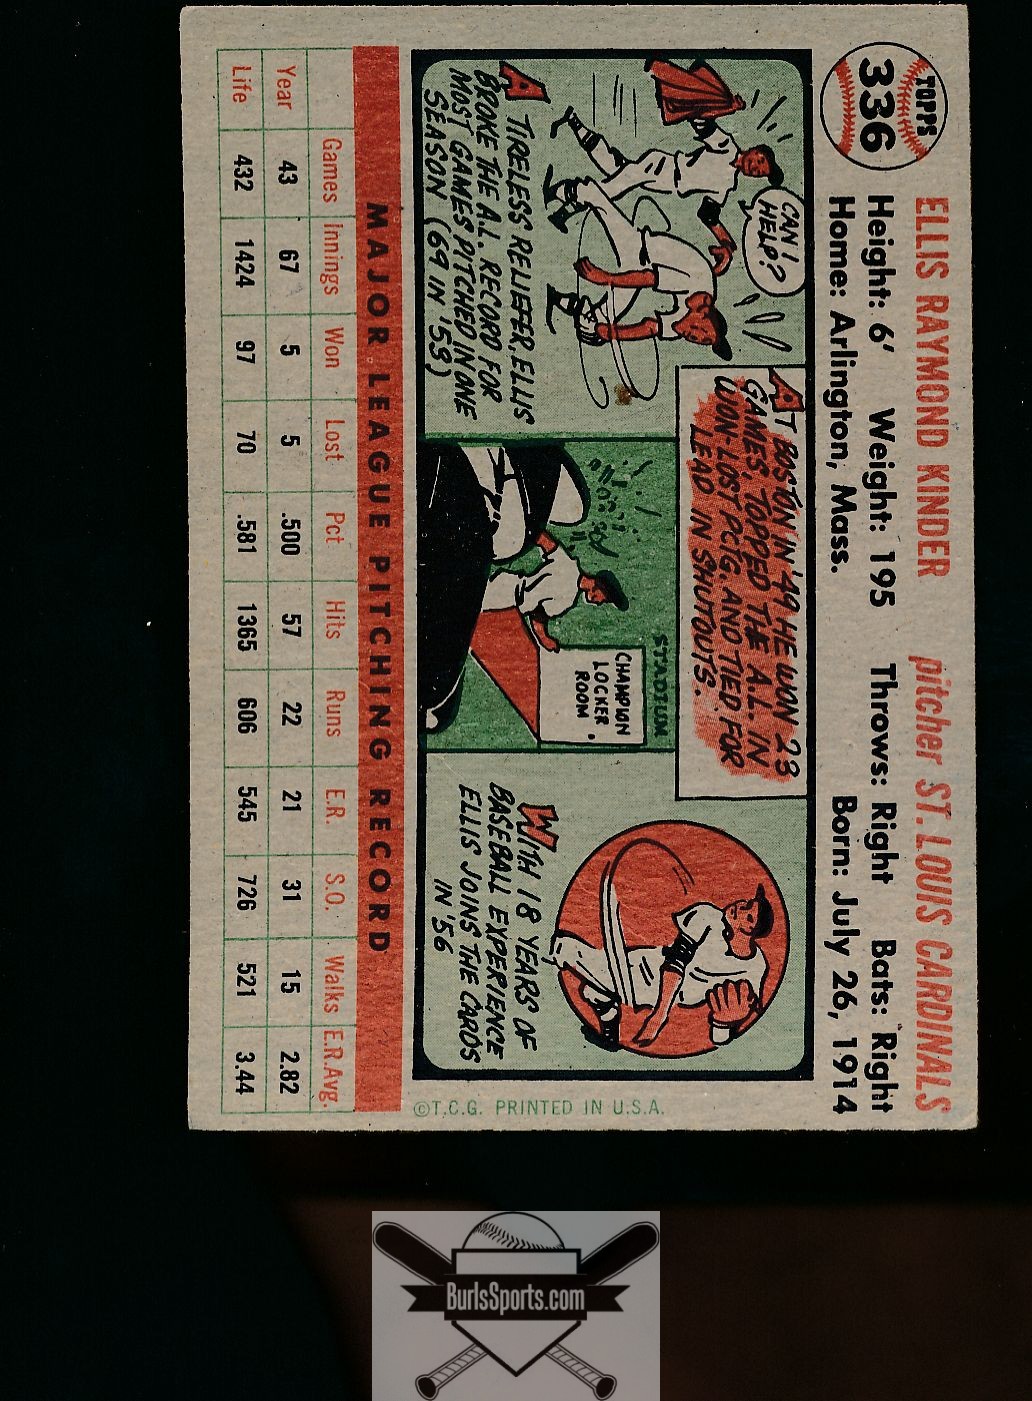 TOPPS
336
ELLIS RAYMOND KINDER pitcher ST. LOUIS CARDINALS
Height: 6' Weight: 195 Throws: Right Bats: Right
Home: Arlington, Mass. Born: July 26, 1914
CAN I
HELP?
A TIRELESS RELIEFER, ELLIS
BROKE THE A.L. RECORD FOR
MOST GAMES PITCHED IN ONE
SEASON (69 IN '53)
AT BOSTON IN '49 HE WON 23
GAMES, TOPPED THE A.L. IN
WON-LOST PCTG. AND TIED FOR
LEAD IN SHUTOUTS.
STADIUM
CHAMPION
LOCKER
ROOM
WITH 18 YEARS OF
BASEBALL EXPERIENCE
ELLIS JOINS THE CARDS
IN '56
©T.C.G. PRINTED IN U.S.A.
MAJOR LEAGUE PITCHING RECORD
Games Innings Won Lost Pct Hits Runs E.R. S.O. Walks E.R.Avg.
Year 43 67 5 5 .500 57 22 21 31 15 2.82
Life 432 1424 97 70 .581 1365 606 545 726 521 3.44
BurlsSports.com